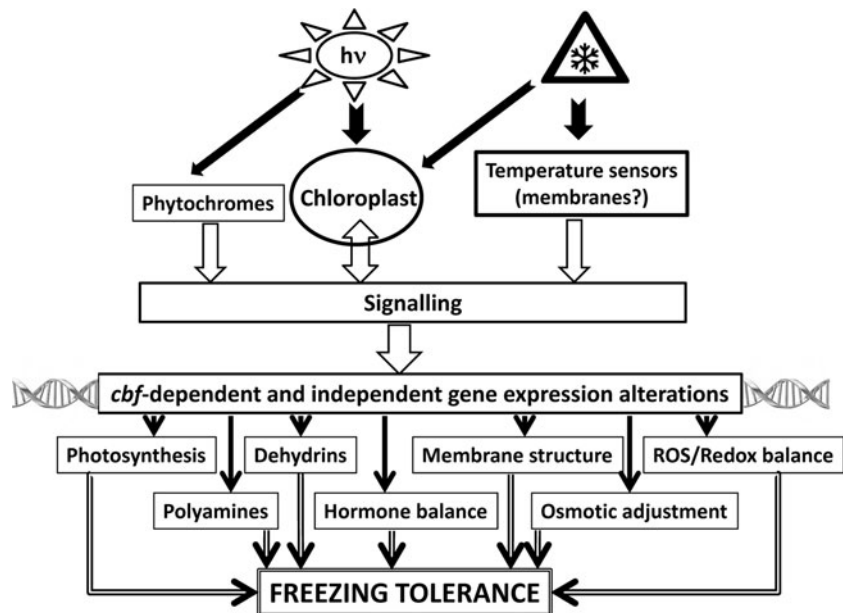 hν
Phytochromes
Chloroplast
Temperature sensors
(membranes?)
Signalling
cbf-dependent and independent gene expression alterations
Photosynthesis
Dehydrins
Membrane structure
ROS/Redox balance
Polyamines
Hormone balance
Osmotic adjustment
FREEZING TOLERANCE